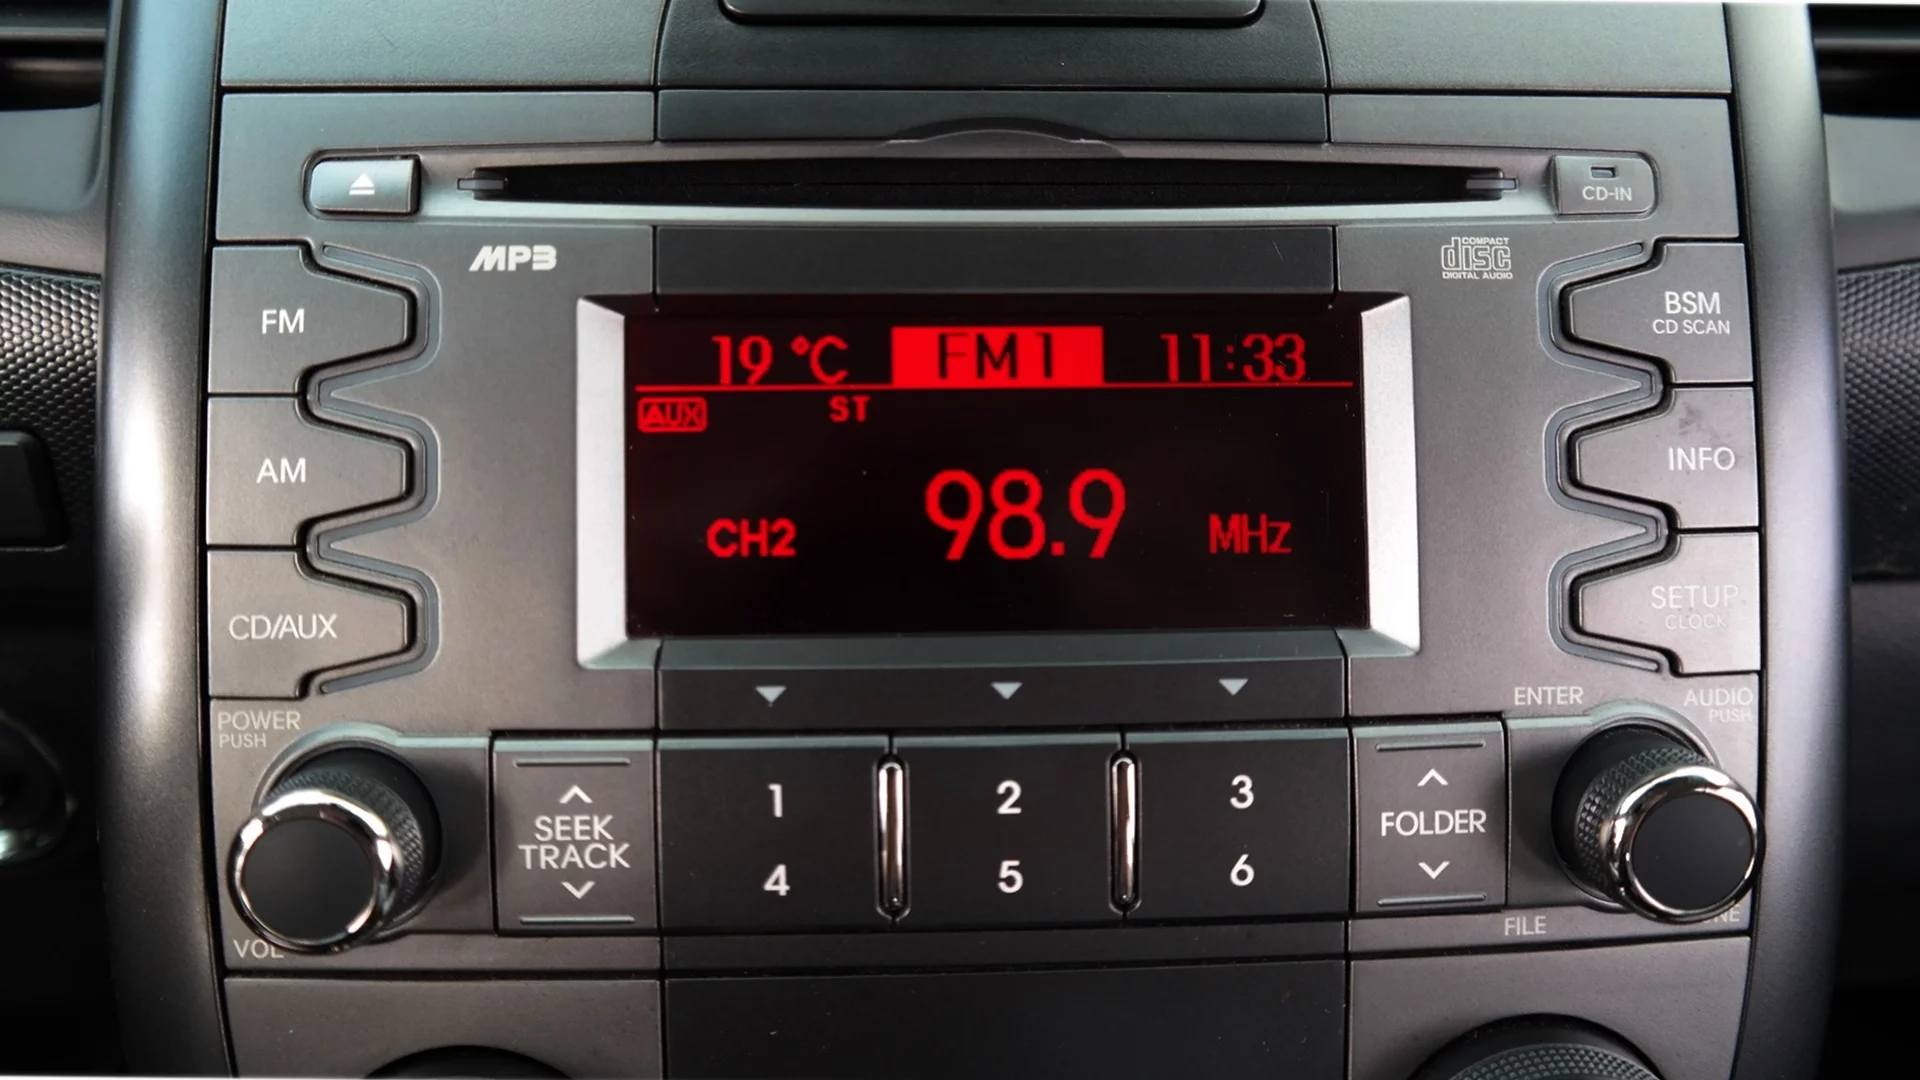 CD-IN
MP3
COMPACT
disc
DIGITAL AUDIO
FM
BSM
CD SCAN
19 °C FM1 11:33
AUX ST
AM
INFO
CH2 98.9 MHz
CD/AUX
SETUP
CLOCK
POWER
PUSH
ENTER
AUDIO
PUSH
SEEK
TRACK
1 2 3
4 5 6
FOLDER
VOL
FILE